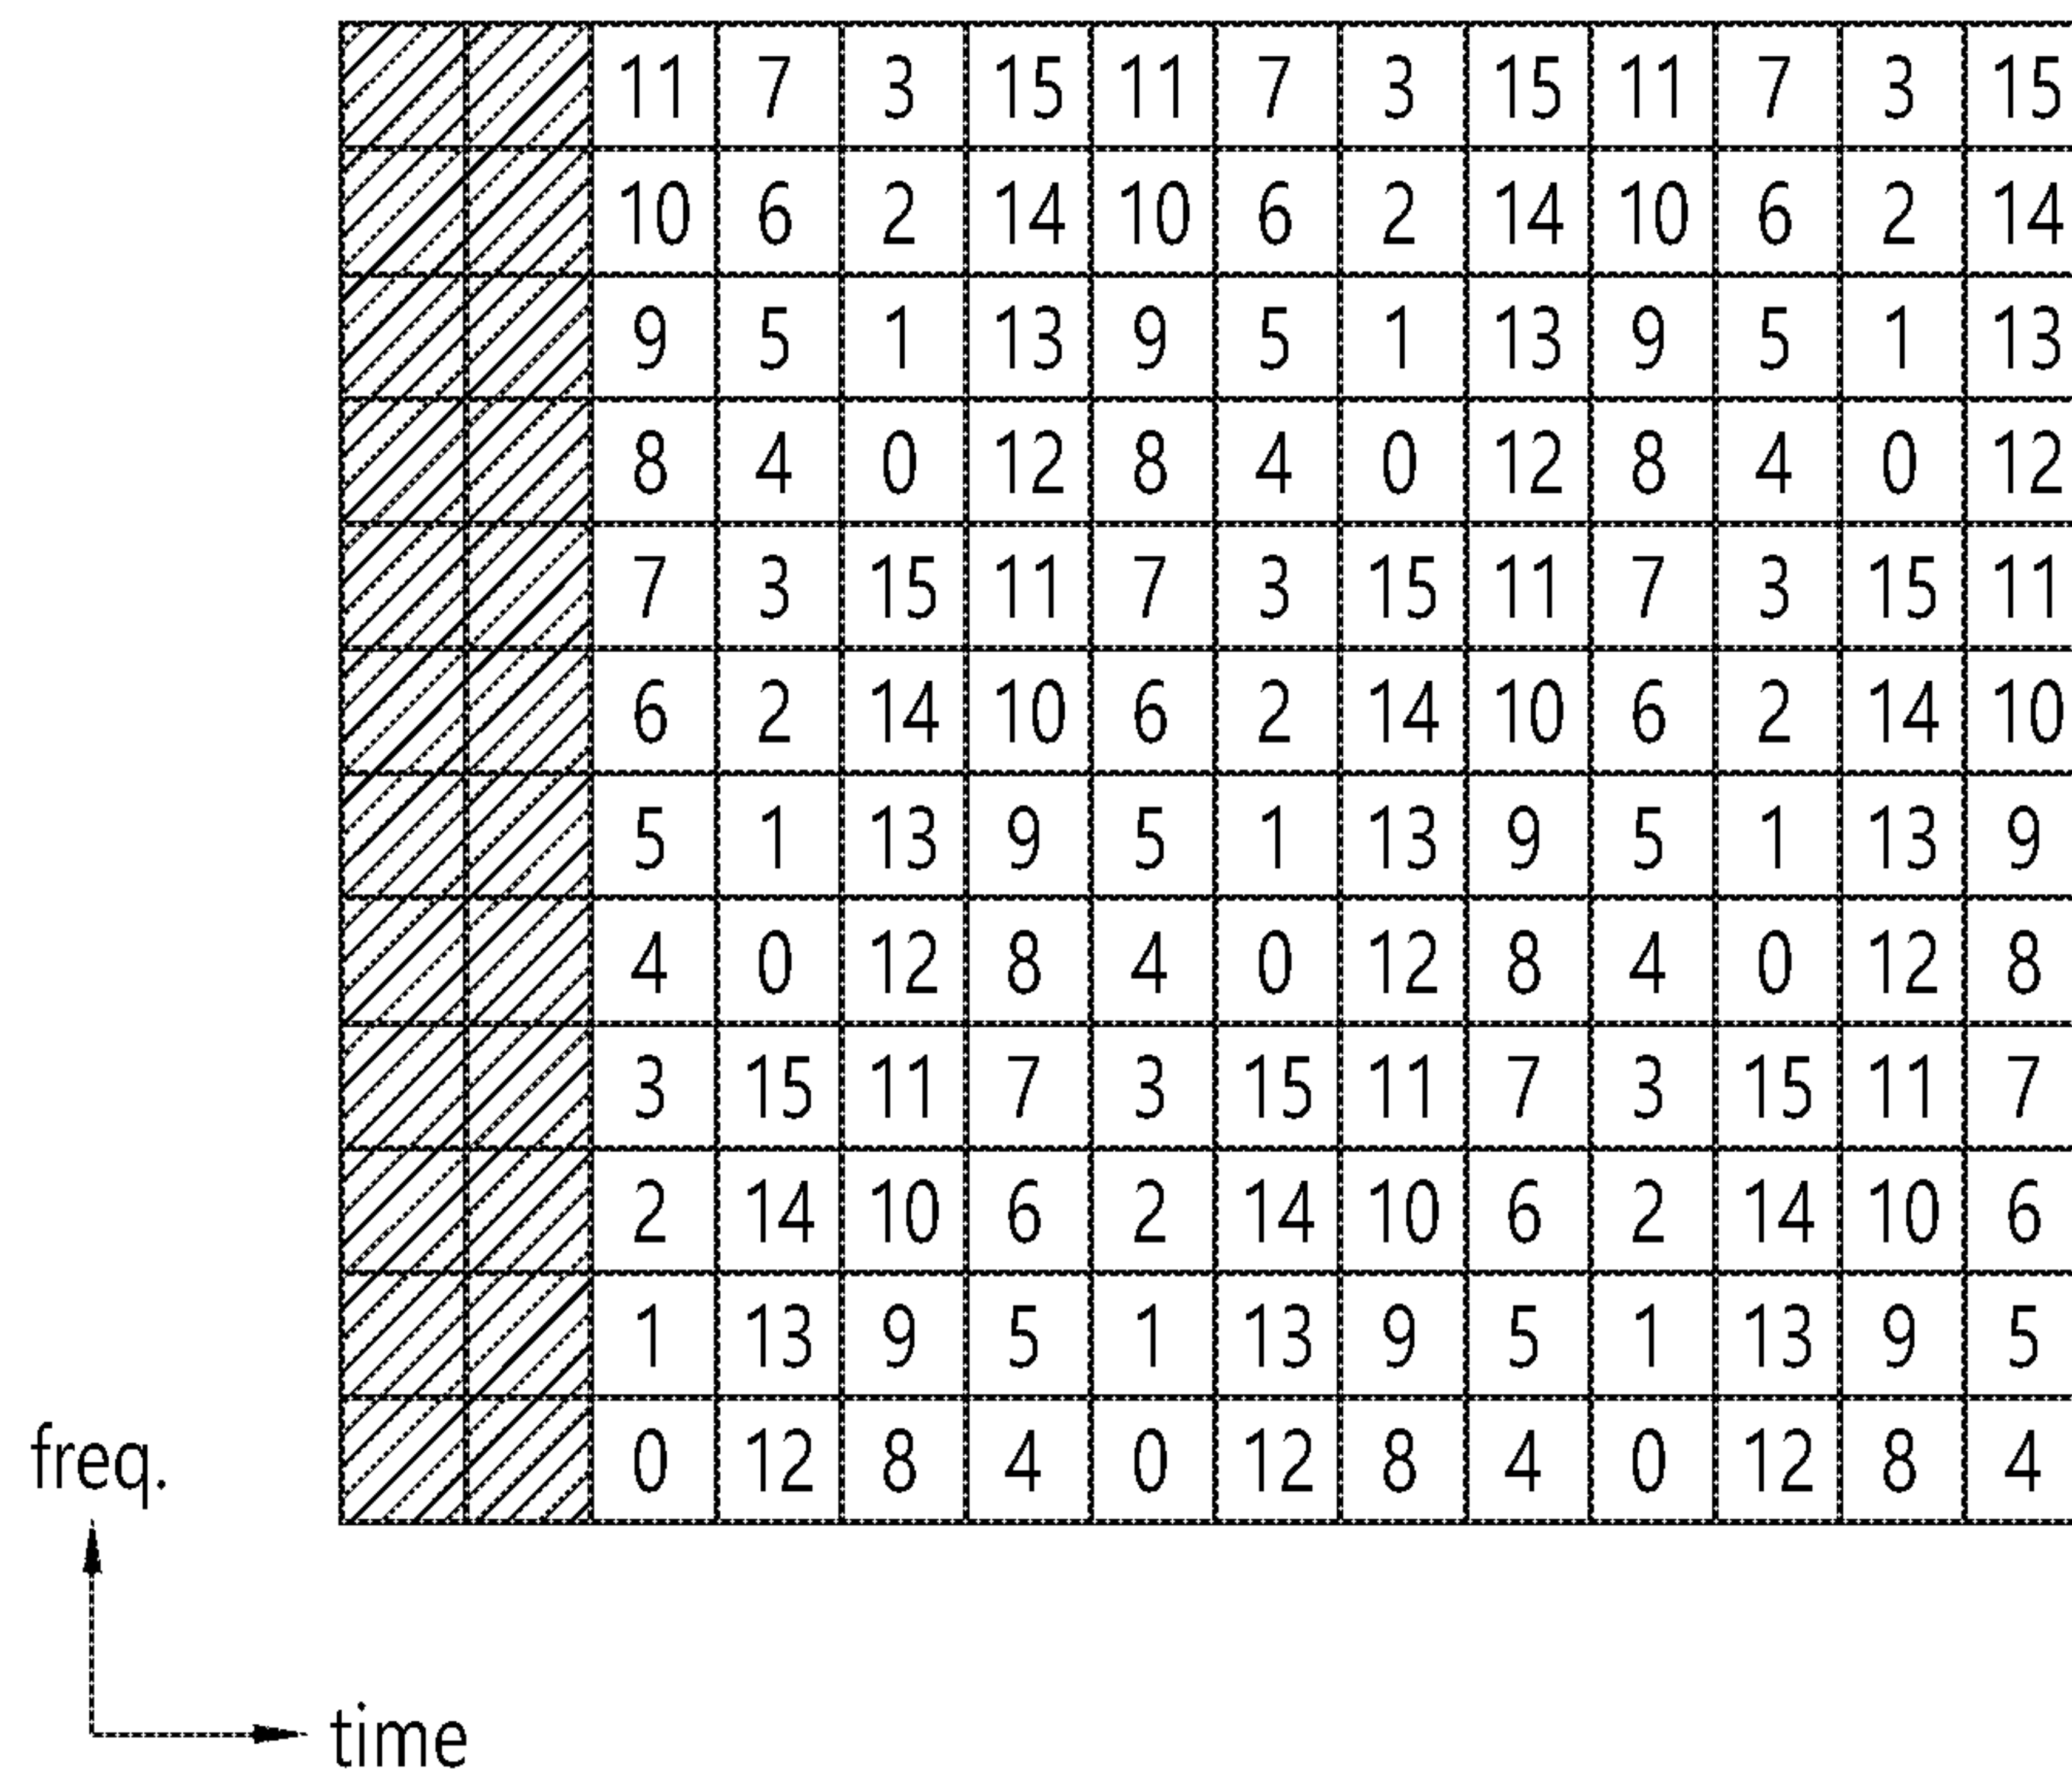 11 7 3 15 11 7 3 15 11 7 3 15
10 6 2 14 10 6 2 14 10 6 2 14
9 5 1 13 9 5 1 13 9 5 1 13
8 4 0 12 8 4 0 12 8 4 0 12
7 3 15 11 7 3 15 11 7 3 15 11
6 2 14 10 6 2 14 10 6 2 14 10
5 1 13 9 5 1 13 9 5 1 13 9
4 0 12 8 4 0 12 8 4 0 12 8
3 15 11 7 3 15 11 7 3 15 11 7
2 14 10 6 2 14 10 6 2 14 10 6
1 13 9 5 1 13 9 5 1 13 9 5
0 12 8 4 0 12 8 4 0 12 8 4
freq.
time